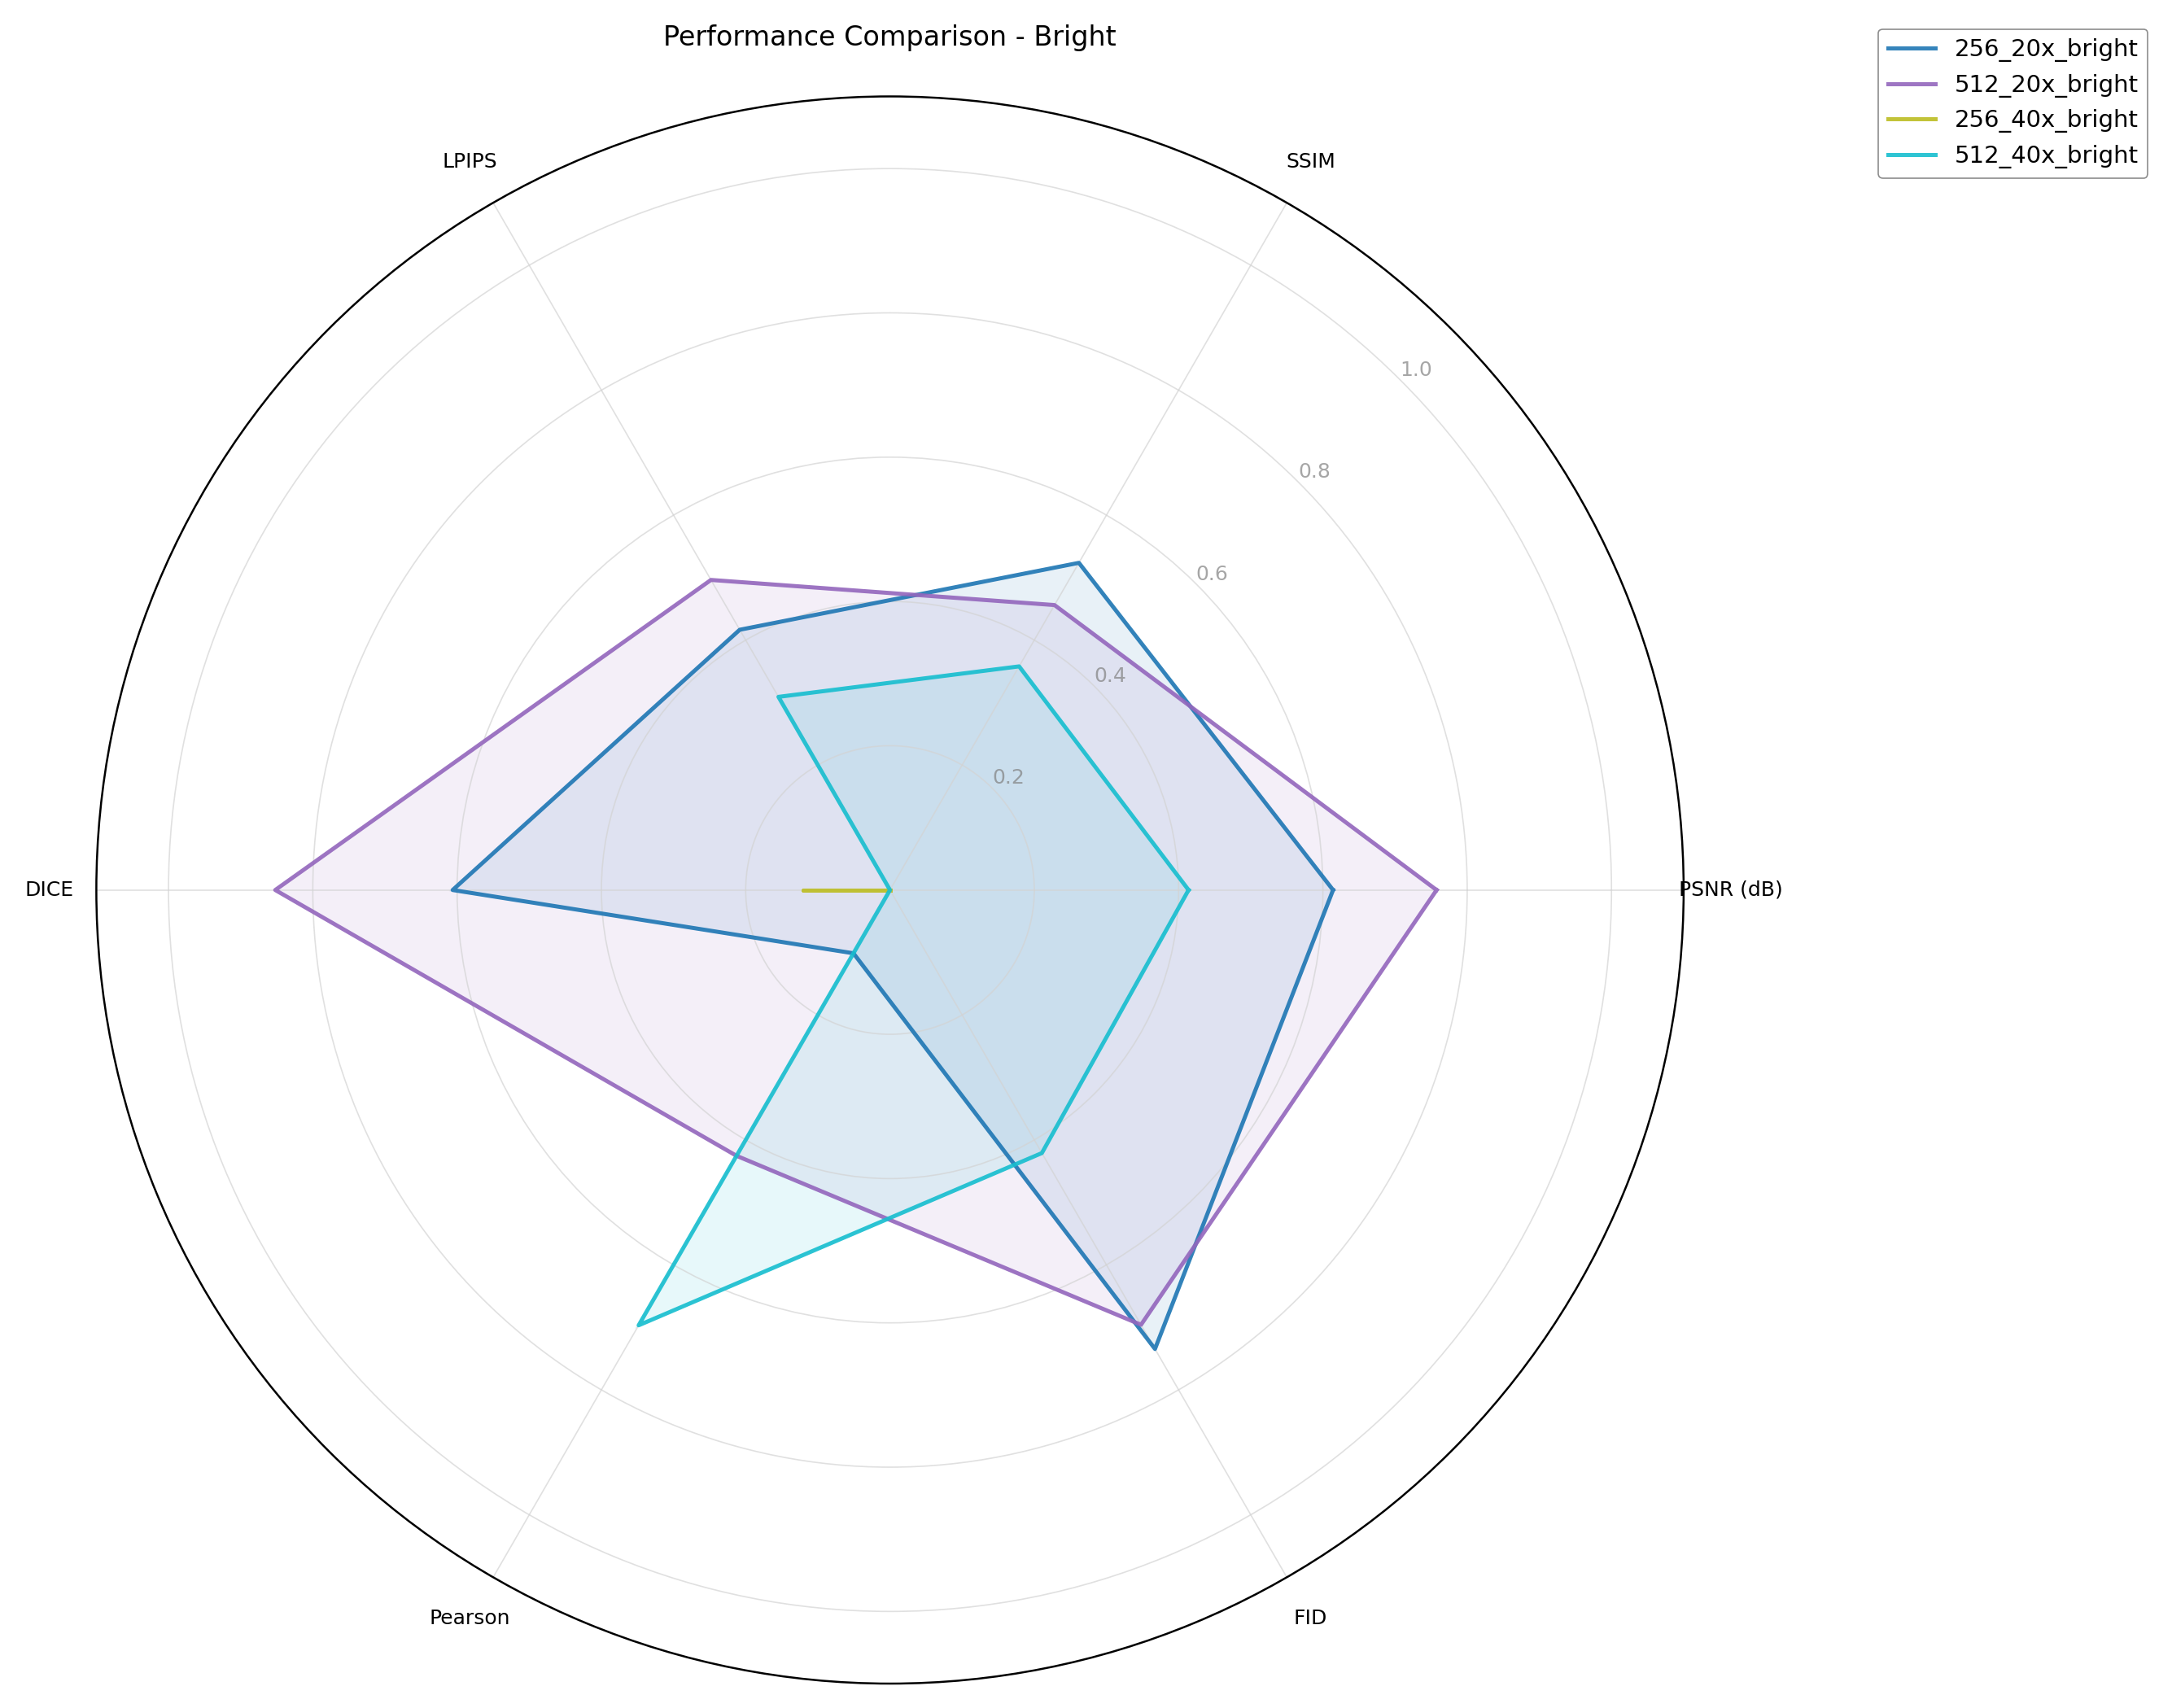 Performance Comparison - Bright
256_20x_bright
512_20x_bright
256_40x_bright
512_40x_bright
LPIPS
SSIM
1.0
0.8
0.6
0.4
0.2
DICE
PSNR (dB)
Pearson
FID